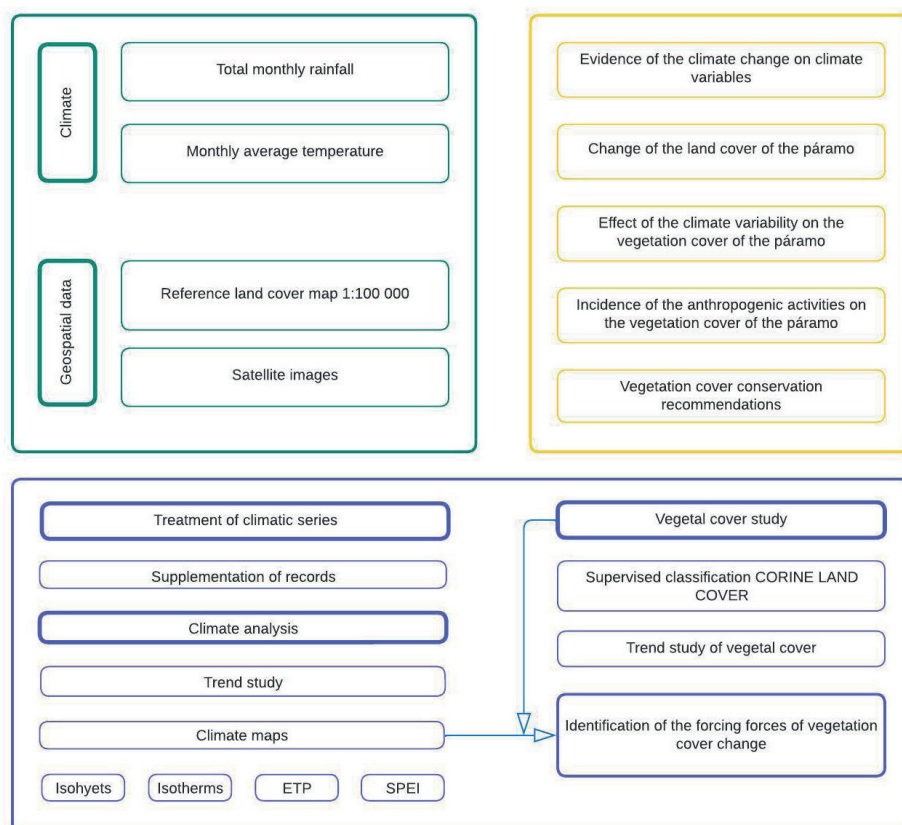 Climate
Total monthly rainfall
Monthly average temperature
Geospatial data
Reference land cover map 1:100 000
Satellite images
Evidence of the climate change on climate
variables
Change of the land cover of the páramo
Effect of the climate variability on the
vegetation cover of the páramo
Incidence of the anthropogenic activities on
the vegetation cover of the páramo
Vegetation cover conservation
recommendations
Treatment of climatic series
Supplementation of records
Climate analysis
Trend study
Climate maps
Isohyets
Isotherms
ETP
SPEI
Vegetal cover study
Supervised classification CORINE LAND
COVER
Trend study of vegetal cover
Identification of the forcing forces of vegetation
cover change